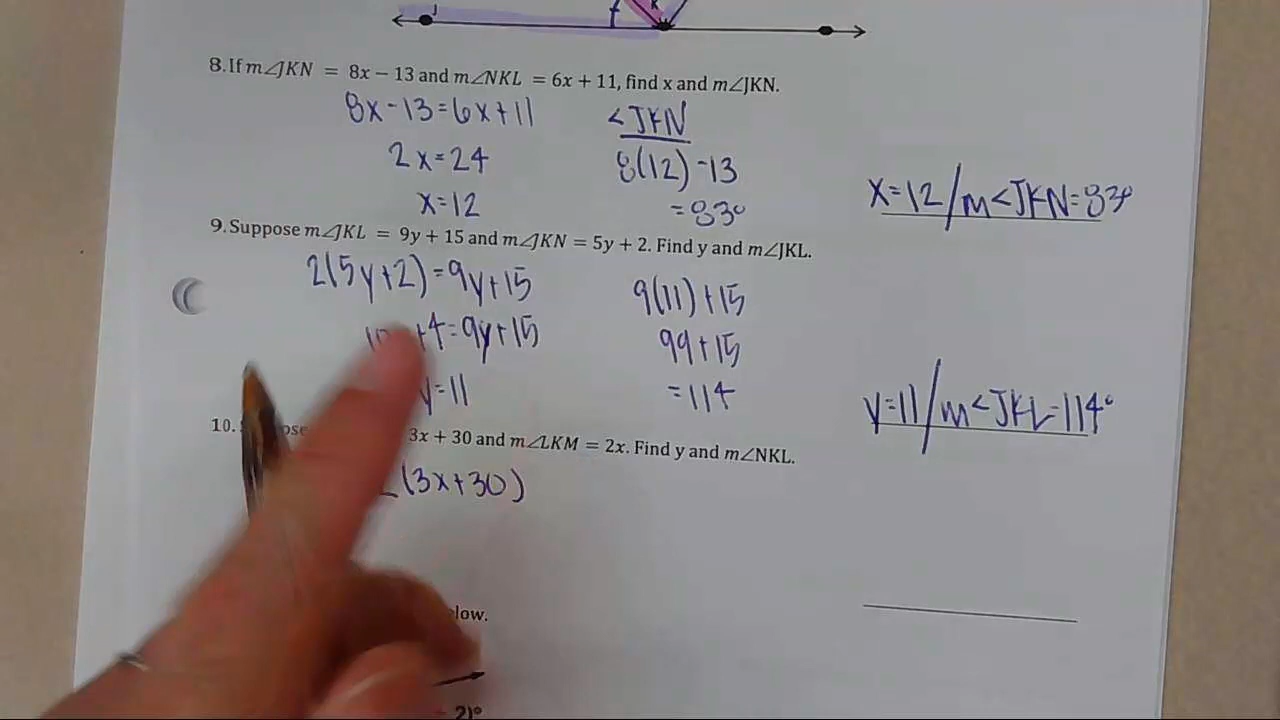 J
K
8. If m∠JKN = 8x − 13 and m∠NKL = 6x + 11, find x and m∠JKN.
8x-13=6x+11
<JKN
2x=24
8(12)-13
x=12
=83°
x=12/m<JKN=83°
9. Suppose m∠JKL = 9y + 15 and m∠JKN = 5y + 2. Find y and m∠JKL.
2(5y+2)=9y+15
9(11)+15
+4=9y+15
99+15
y=11
=114
y=11/m<JKL=114°
10. 3x + 30 and m∠LKM = 2x. Find y and m∠NKL.
(3x+30)
2)°